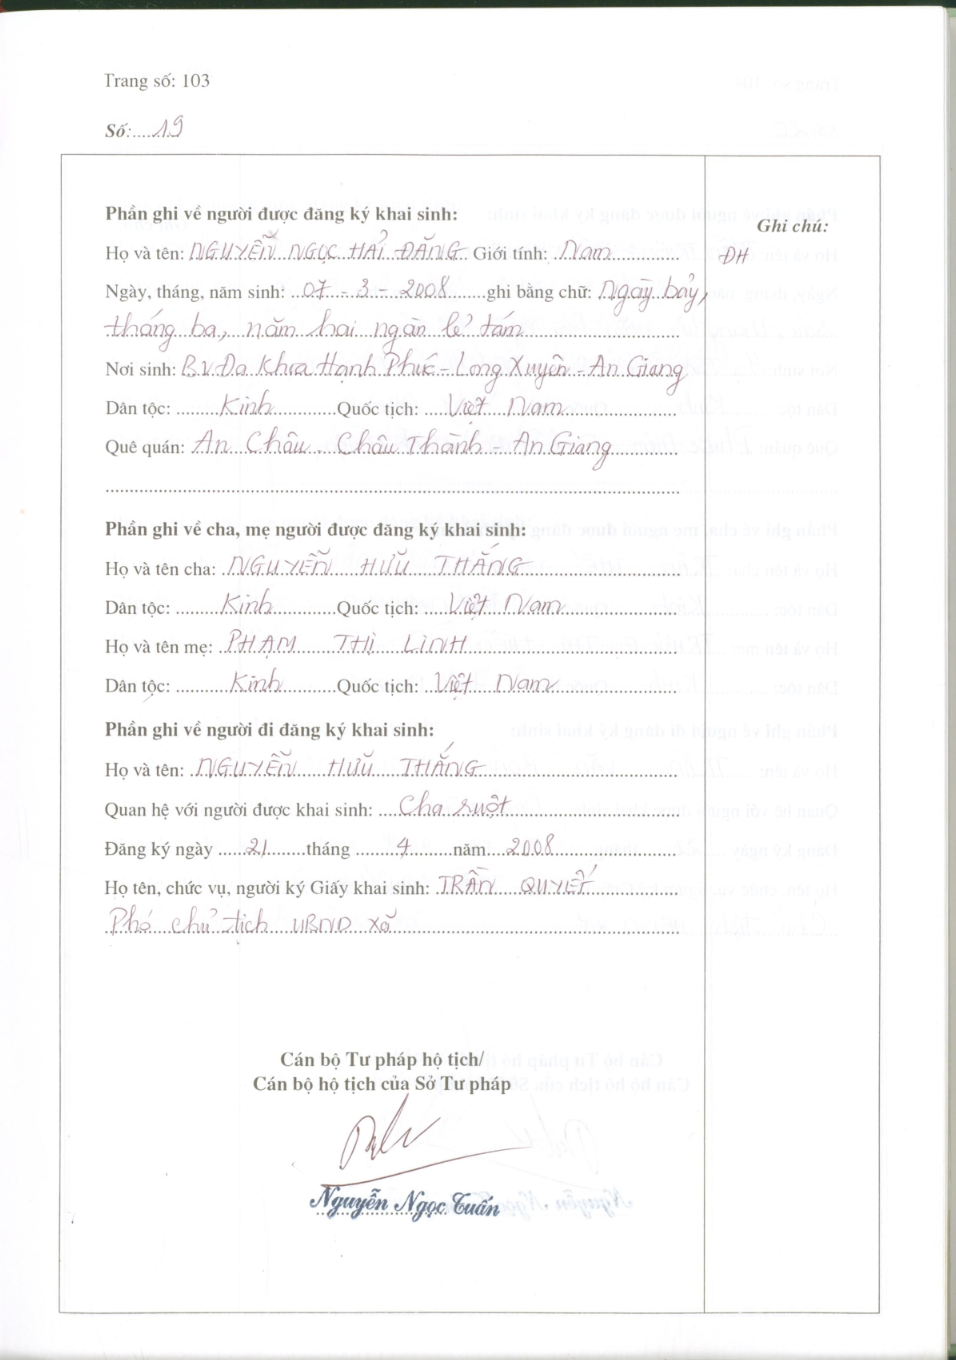 Trang số: 103
Số: 19
Ghi chú:
ĐH
Phần ghi về người được đăng ký khai sinh:
Họ và tên: NGUYỄN NGỌC HẢI ĐĂNG Giới tính: Nam
Ngày, tháng, năm sinh: 07 - 3 - 2008 ghi bằng chữ: Ngày bảy,
tháng ba, năm hai ngàn lẻ tám
Nơi sinh: B.V Đa Khoa Hạnh Phúc - Long Xuyên - An Giang
Dân tộc: Kinh Quốc tịch: Việt Nam
Quê quán: An Châu, Châu Thành - An Giang
Phần ghi về cha, mẹ người được đăng ký khai sinh:
Họ và tên cha: NGUYỄN HỮU THẮNG
Dân tộc: Kinh Quốc tịch: Việt Nam
Họ và tên mẹ: PHẠM THỊ LINH
Dân tộc: Kinh Quốc tịch: Việt Nam
Phần ghi về người đi đăng ký khai sinh:
Họ và tên: NGUYỄN HỮU THẮNG
Quan hệ với người được khai sinh: Cha ruột
Đăng ký ngày 21 tháng 4 năm 2008
Họ tên, chức vụ, người ký Giấy khai sinh: TRẦN QUYẾT
Phó chủ tịch UBND xã
Cán bộ Tư pháp hộ tịch/
Cán bộ hộ tịch của Sở Tư pháp
Nguyễn Ngọc Tuấn